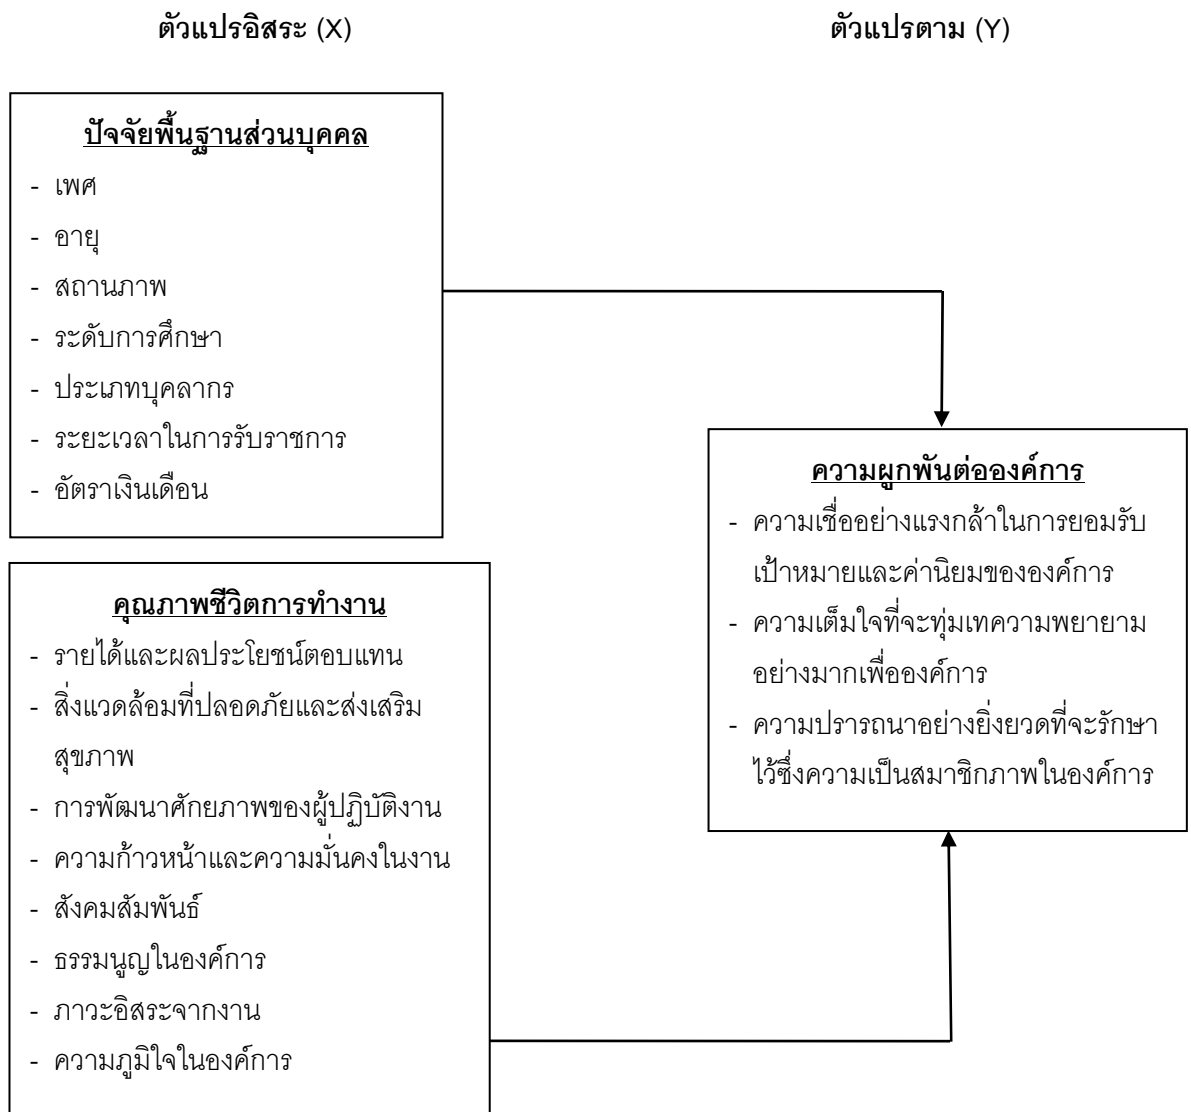 ตัวแปรอิสระ (X)
ตัวแปรตาม (Y)
ปัจจัยพื้นฐานส่วนบุคคล
- เพศ
- อายุ
- สถานภาพ
- ระดับการศึกษา
- ประเภทบุคลากร
- ระยะเวลาในการรับราชการ
- อัตราเงินเดือน
คุณภาพชีวิตการทำงาน
- รายได้และผลประโยชน์ตอบแทน
- สิ่งแวดล้อมที่ปลอดภัยและส่งเสริม
สุขภาพ
- การพัฒนาศักยภาพของผู้ปฏิบัติงาน
- ความก้าวหน้าและความมั่นคงในงาน
- สังคมสัมพันธ์
- ธรรมนูญในองค์การ
- ภาวะอิสระจากงาน
- ความภูมิใจในองค์การ
ความผูกพันต่อองค์การ
- ความเชื่ออย่างแรงกล้าในการยอมรับ
เป้าหมายและค่านิยมขององค์การ
- ความเต็มใจที่จะทุ่มเทความพยายาม
อย่างมากเพื่อองค์การ
- ความปรารถนาอย่างยิ่งยวดที่จะรักษา
ไว้ซึ่งความเป็นสมาชิกภาพในองค์การ